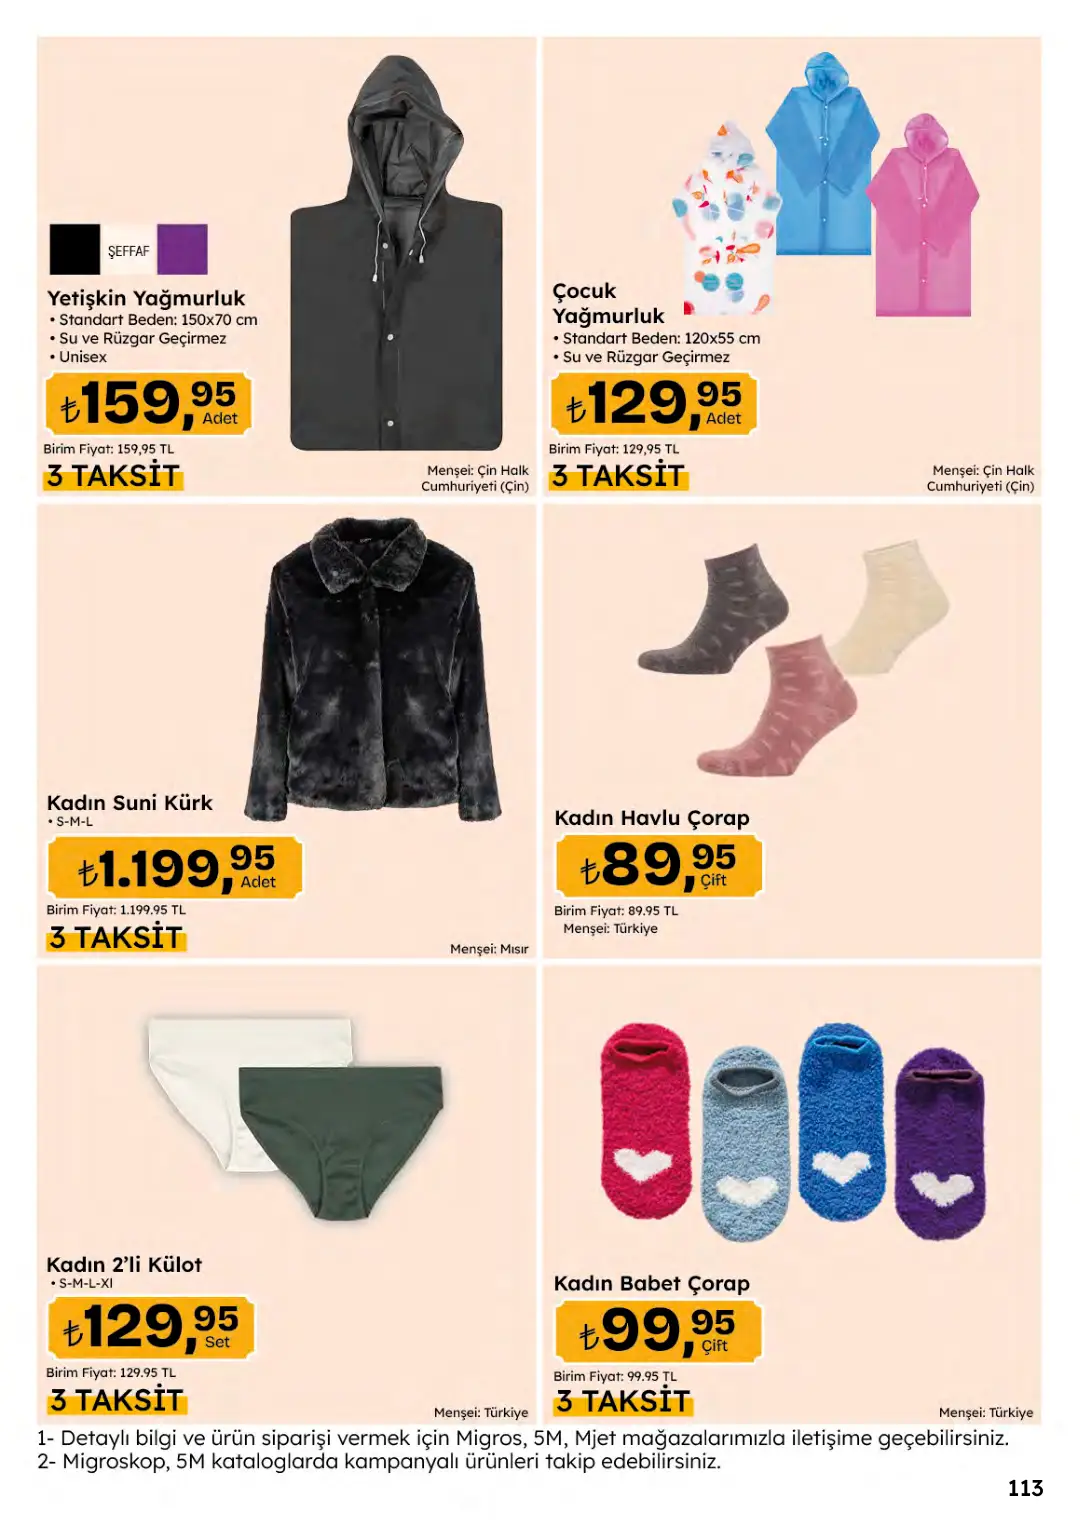 ŞEFFAF
Yetişkin Yağmurluk
• Standart Beden: 150x70 cm
• Su ve Rüzgar Geçirmez
• Unisex
₺159,95
Adet
Birim Fiyat: 159,95 TL
3 TAKSİT
Menşei: Çin Halk
Cumhuriyeti (Çin)
Çocuk
Yağmurluk
• Standart Beden: 120x55 cm
• Su ve Rüzgar Geçirmez
₺129,95
Adet
Birim Fiyat: 129,95 TL
3 TAKSİT
Menşei: Çin Halk
Cumhuriyeti (Çin)
Kadın Suni Kürk
• S-M-L
₺1.199,95
Adet
Birim Fiyat: 1.199.95 TL
3 TAKSİT
Menşei: Mısır
Kadın Havlu Çorap
₺89,95
Çift
Birim Fiyat: 89.95 TL
Menşei: Türkiye
Kadın 2’li Külot
• S-M-L-Xl
₺129,95
Set
Birim Fiyat: 129.95 TL
3 TAKSİT
Menşei: Türkiye
Kadın Babet Çorap
₺99,95
Çift
Birim Fiyat: 99.95 TL
3 TAKSİT
Menşei: Türkiye
1- Detaylı bilgi ve ürün siparişi vermek için Migros, 5M, Mjet mağazalarımızla iletişime geçebilirsiniz.
2- Migroskop, 5M kataloglarda kampanyalı ürünleri takip edebilirsiniz.
113